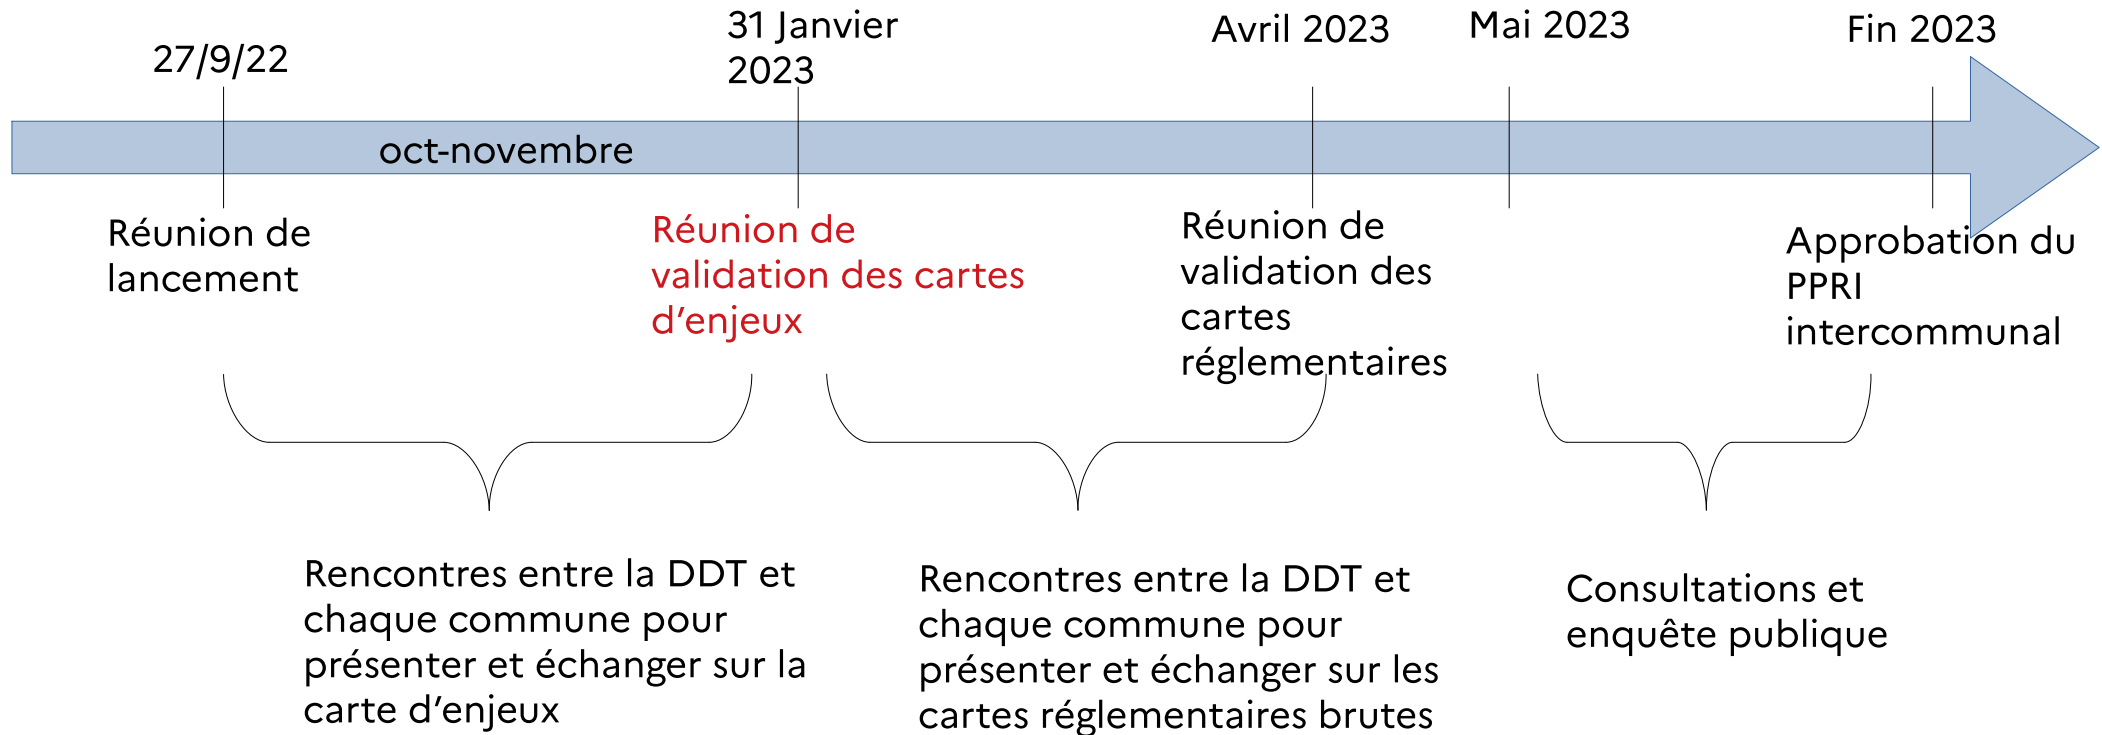 27/9/22
31 Janvier
2023
Avril 2023
Mai 2023
Fin 2023
oct-novembre
Réunion de
lancement
Réunion de
validation des cartes
d’enjeux
Réunion de
validation des
cartes
réglementaires
Approbation du
PPRI
intercommunal
Rencontres entre la DDT et
chaque commune pour
présenter et échanger sur la
carte d’enjeux
Rencontres entre la DDT et
chaque commune pour
présenter et échanger sur les
cartes réglementaires brutes
Consultations et
enquête publique